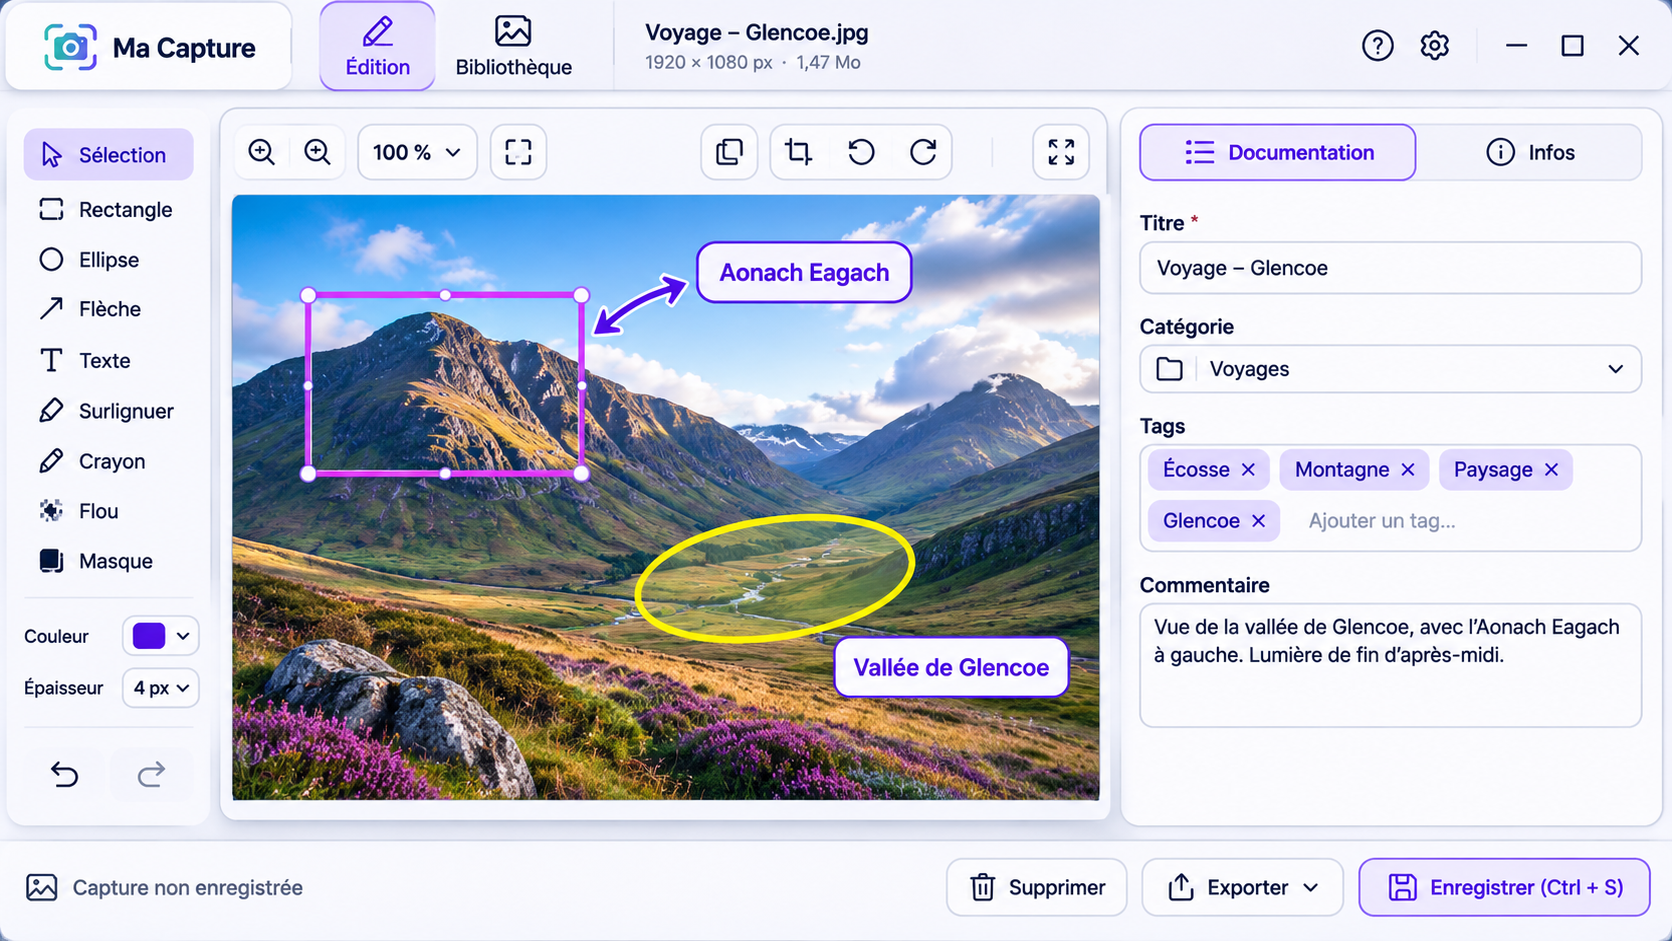 Ma Capture
Édition
Bibliothèque
Voyage – Glencoe.jpg
1920 × 1080 px · 1,47 Mo
Sélection
Rectangle
Ellipse
Flèche
Texte
Surlignuer
Crayon
Flou
Masque
Couleur
Épaisseur
4 px
100 %
Aonach Eagach
Vallée de Glencoe
Documentation
Infos
Titre *
Voyage – Glencoe
Catégorie
Voyages
Tags
Écosse
Montagne
Paysage
Glencoe
Ajouter un tag...
Commentaire
Vue de la vallée de Glencoe, avec l’Aonach Eagach
à gauche. Lumière de fin d’après-midi.
Capture non enregistrée
Supprimer
Exporter
Enregistrer (Ctrl + S)